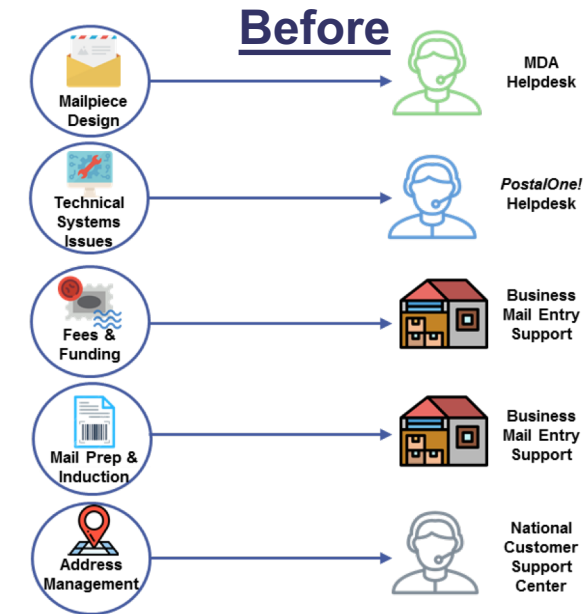 Before
Mailpiece
Design
MDA
Helpdesk
Technical
Systems
Issues
PostalOne!
Helpdesk
Fees &
Funding
Business
Mail Entry
Support
Mail Prep &
Induction
Business
Mail Entry
Support
Address
Management
National
Customer
Support
Center